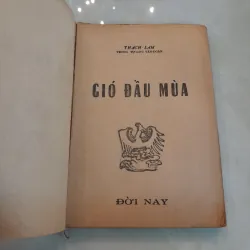 THẠCH LAM
GIÓ ĐẦU MÙA
ĐỜI NAY